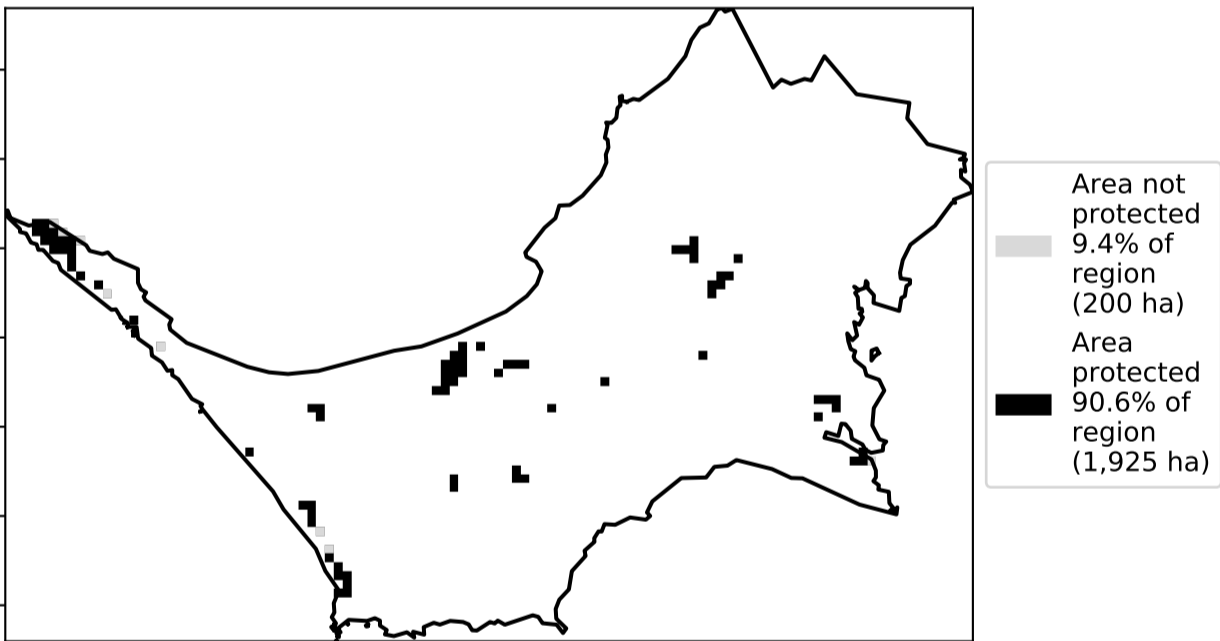 Area not
protected
9.4% of
region
(200 ha)
Area
protected
90.6% of
region
(1,925 ha)